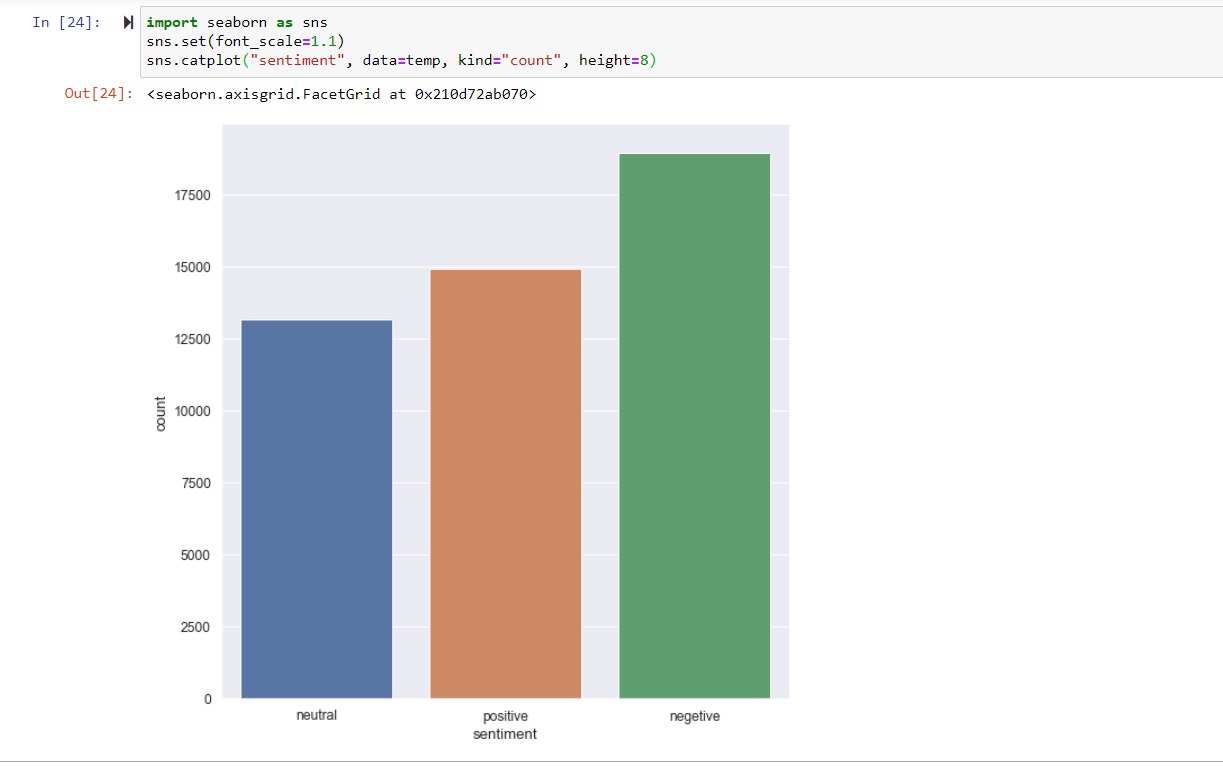 In [24]:
import seaborn as sns
sns.set(font_scale=1.1)
sns.catplot("sentiment", data=temp, kind="count", height=8)
Out[24]: <seaborn.axisgrid.FacetGrid at 0x210d72ab070>
17500
15000
12500
10000
7500
5000
2500
0
count
neutral positive negetive
sentiment